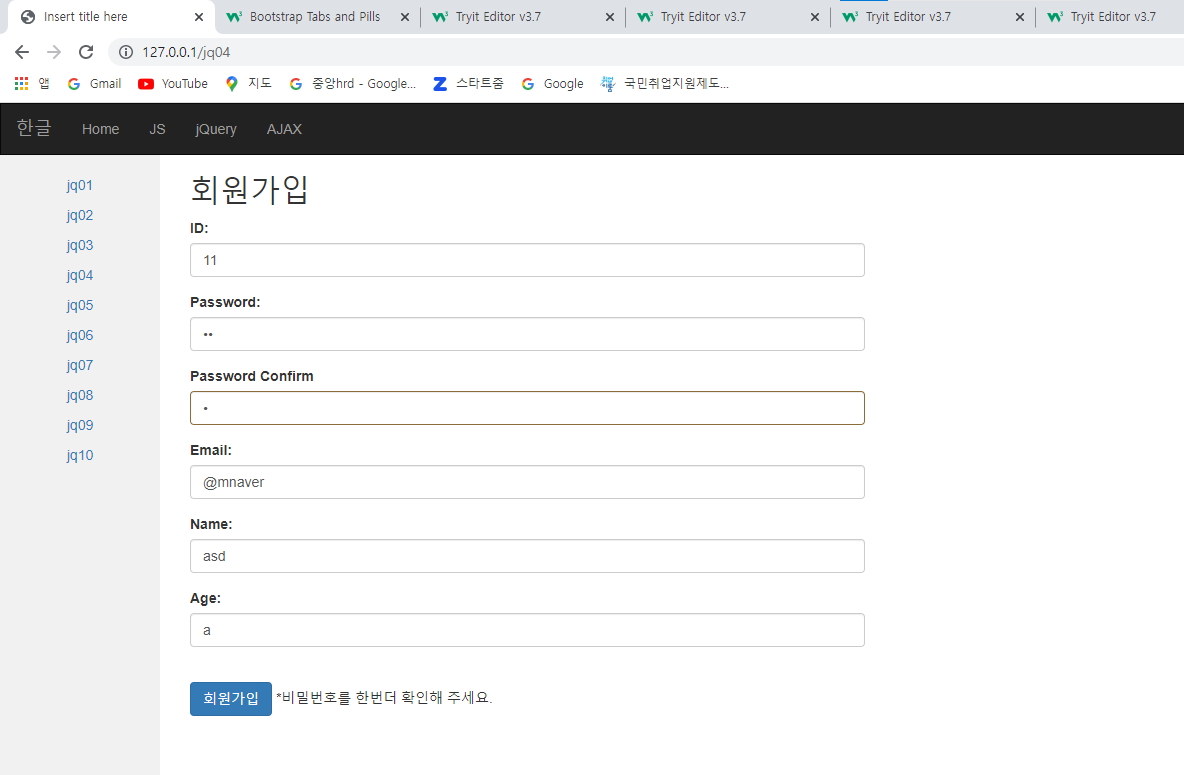 Insert title here
Bootstrap Tabs and Pills
Tryit Editor v3.7
Tryit Editor v3.7
Tryit Editor v3.7
Tryit Editor v3.7
127.0.0.1/jq04
앱
Gmail
YouTube
지도
중앙hrd - Google...
스타트줌
Google
국민취업지원제도...
한글
Home
JS
jQuery
AJAX
jq01
jq02
jq03
jq04
jq05
jq06
jq07
jq08
jq09
jq10
회원가입
ID:
11
Password:
••
Password Confirm
•
Email:
@mnaver
Name:
asd
Age:
a
회원가입 *비밀번호를 한번더 확인해 주세요.